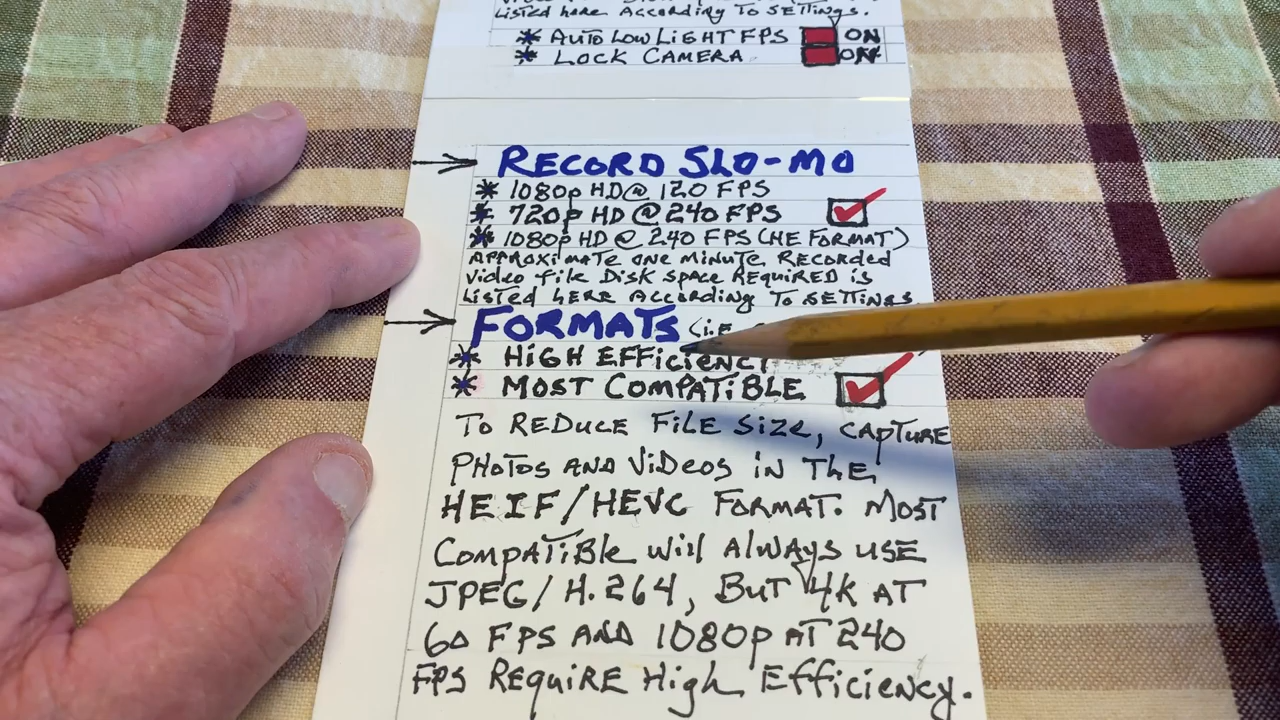 Listed here According To Settings.
* AUTO LOW LIGHT FPS ON
* LOCK CAMERA OFF
→ RECORD SLO-MO
* 1080p HD@ 120 FPS
* 720p HD @ 240 FPS ✓
* 1080p HD @ 240 FPS (HE FORMAT)
APPROXIMATE ONE MINUTE RECORDED
Video file Disk space REQUIRED is
Listed here According To SETTINGS.
→ FORMATS (i.e.
* HIGH EFFICIENCY
* MOST COMPATIBLE ✓
TO REDUCE FILE SIZE, CAPTURE
PHOTOS AND VIDEOS IN THE
HEIF/HEVC FORMAT. MOST
COMPATIBLE will ALWAYS USE
JPEG/H.264, BUT 4K AT
60 FPS AND 1080p AT 240
FPS REQUIRE High Efficiency.